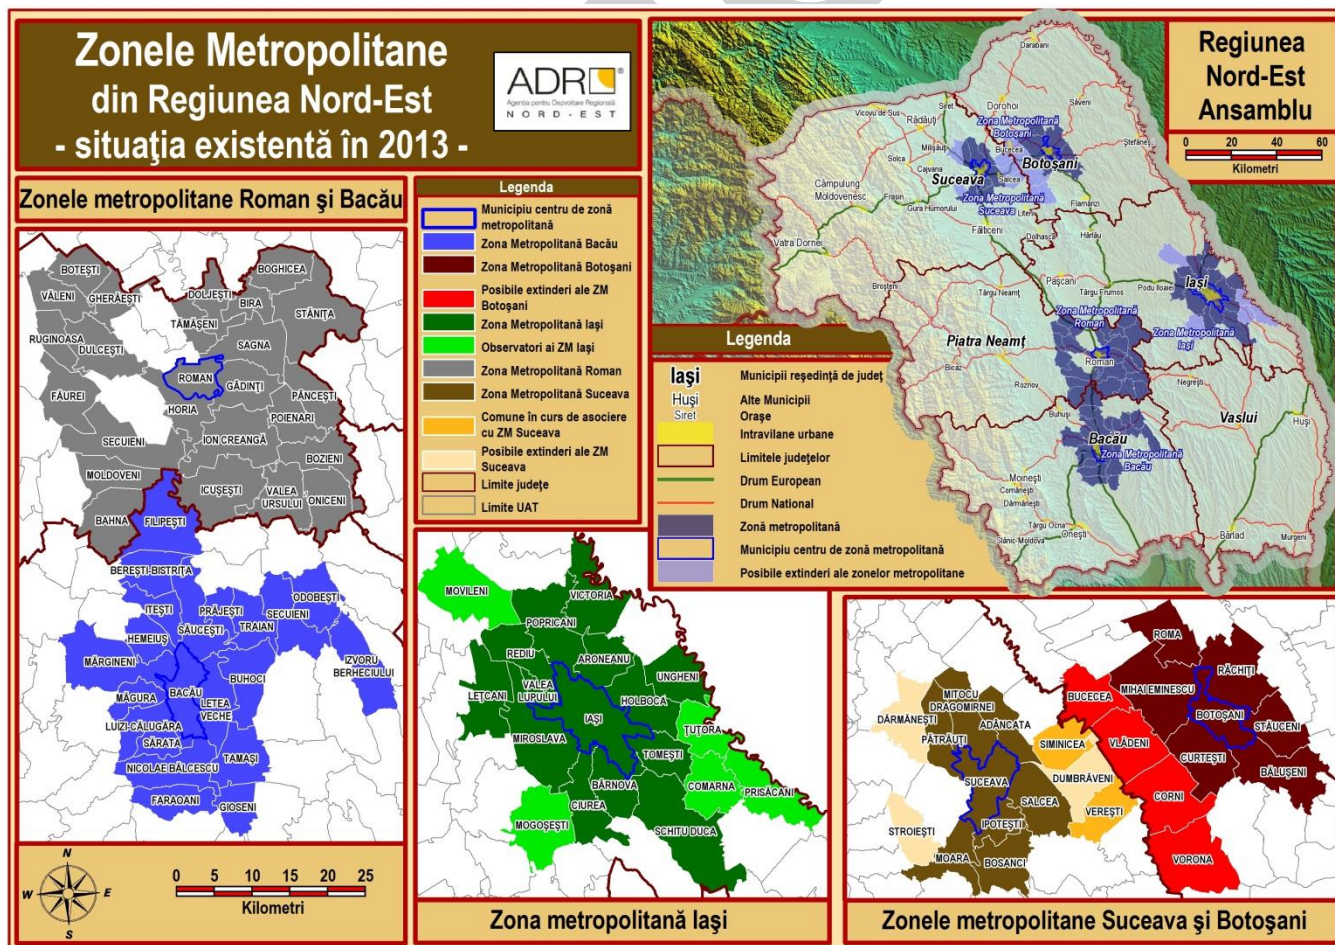 Zonele Metropolitane
din Regiunea Nord-Est
- situaţia existentă în 2013 -
ADR
Agenţia pentru Dezvoltare Regională
NORD-EST
Regiunea
Nord-Est
Ansamblu
0 20 40 60
Kilometri
Zonele metropolitane Roman şi Bacău
BOTEŞTI
VĂLENI
GHERĂEŞTI
DOLJEŞTI
BOGHICEA
BIRA
STĂNIŢA
TĂMĂŞENI
RUGINOASA
DULCEŞTI
SAGNA
ROMAN
GĂDINŢI
FĂUREI
PÂNCEŞTI
HORIA
POIENARI
SECUIENI
ION CREANGĂ
BOZIENI
MOLDOVENI
ICUŞEŞTI
VALEA
URSULUI
ONICENI
BAHNA
FILIPEŞTI
BEREŞTI-BISTRIŢA
ODOBEŞTI
ITEŞTI
PRĂJEŞTI
SECUIENI
SĂUCEŞTI
TRAIAN
HEMEIUŞ
MĂRGINENI
IZVORU
BERHECIULUI
BUHOCI
BACĂU
MĂGURA
LETEA
VECHE
LUIZI-CĂLUGĂRA
SĂRATA
TAMAŞI
NICOLAE BĂLCESCU
FARAOANI
GIOSENI
N
W E
S
0 5 10 15 20 25
Kilometri
Legenda
Municipiu centru de zonă
metropolitană
Zona Metropolitană Bacău
Zona Metropolitană Botoşani
Posibile extinderi ale ZM
Botoşani
Zona Metropolitană Iaşi
Observatori ai ZM Iaşi
Zona Metropolitană Roman
Zona Metropolitană Suceava
Comune în curs de asociere
cu ZM Suceava
Posibile extinderi ale ZM
Suceava
Limite judeţe
Limite UAT
Darabani
Siret
Dorohoi
Săveni
Vicovu de Sus
Rădăuţi
Zona Metropolitană
Botoşani
Milişăuţi
Bucecea
Ştefăneşti
Solca
Cajvana
Botoşani
Suceava
Salcea
Câmpulung
Moldovenesc
Frasin
Gura Humorului
Zona Metropolitană
Suceava
Liteni
Flămânzi
Fălticeni
Dolhasca
Hârlău
Vatra Dornei
Broşteni
Târgu Neamţ
Paşcani
Târgu Frumos
Podu Iloaiei
Iaşi
Zona Metropolitană
Roman
Zona Metropolitană
Iaşi
Piatra Neamţ
Bicaz
Roman
Roznov
Negreşti
Buhuşi
Vaslui
Huşi
Bacău
Zona Metropolitană
Bacău
Moineşti
Comăneşti
Dărmăneşti
Târgu Ocna
Slănic-Moldova
Oneşti
Bârlad
Murgeni
Legenda
Iaşi Municipii reşedinţă de judeţ
Huşi Alte Municipii
Siret Oraşe
Intravilane urbane
Limitele judeţelor
Drum European
Drum National
Zonă metropolitană
Municipiu centru de zonă metropolitană
Posibile extinderi ale zonelor metropolitane
MOVILENI
VICTORIA
POPRICANI
REDIU
ARONEANU
UNGHENI
LEŢCANI
VALEA
LUPULUI
HOLBOCA
IAŞI
ŢUŢORA
MIROSLAVA
TOMEŞTI
BÂRNOVA
COMARNA
PRISĂCANI
CIUREA
MOGOŞEŞTI
SCHITU DUCA
Zona metropolitană Iaşi
ROMA
RĂCHIŢI
BUCECEA
MIHAI EMINESCU
MITOCU
DRAGOMIRNEI
DĂRMĂNEŞTI
ADÂNCATA
BOTOŞANI
STĂUCENI
PĂTRĂUŢI
SIMINICEA
VLĂDENI
CURTEŞTI
BĂLUŞENI
SUCEAVA
DUMBRĂVENI
SALCEA
CORNI
VEREŞTI
STROIEŞTI
IPOTEŞTI
MOARA
BOSANCI
VORONA
Zonele metropolitane Suceava şi Botoşani